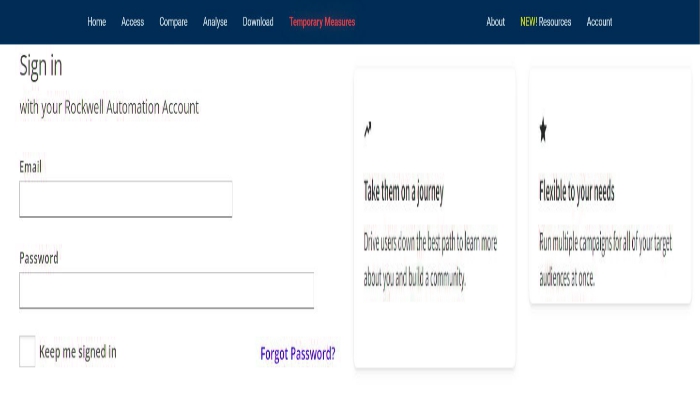 Home Access Compare Analyse Download Temporary Measures About NEW! Resources Account
Sign in
with your Rockwell Automation Account
Email
Password
Keep me signed in Forgot Password?
Take them on a journey
Drive users down the best path to learn more
about you and build a community.
Flexible to your needs
Run multiple campaigns for all of your target
audiences at once.